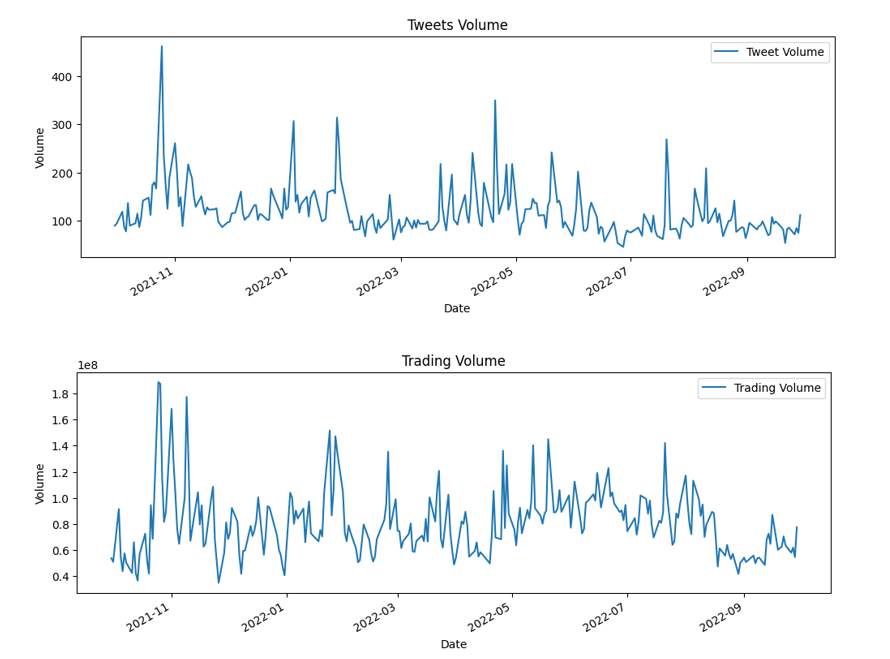 Tweets Volume
Tweet Volume
400
300
200
100
Volume
2021-11
2022-01
2022-03
2022-05
2022-07
2022-09
Date
Trading Volume
1e8
Trading Volume
1.8
1.6
1.4
1.2
1.0
0.8
0.6
0.4
Volume
2021-11
2022-01
2022-03
2022-05
2022-07
2022-09
Date